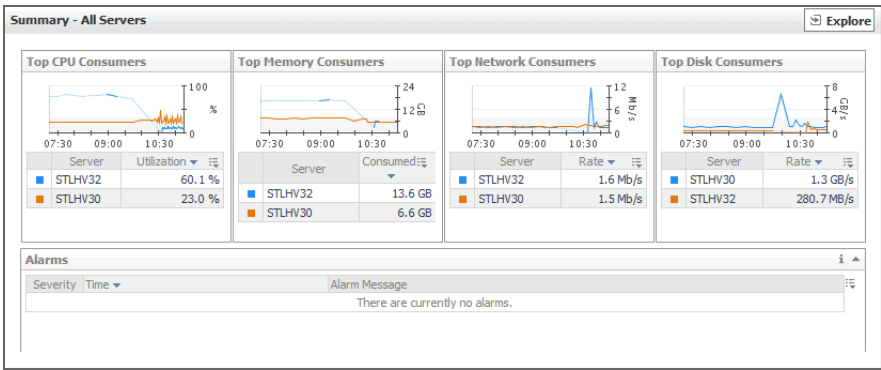 Summary - All Servers
Explore
Top CPU Consumers
100
%
0
07:30 09:00 10:30
Server Utilization
STLHV32 60.1 %
STLHV30 23.0 %
Top Memory Consumers
24
12
GB
0
07:30 09:00 10:30
Server Consumed
STLHV32 13.6 GB
STLHV30 6.6 GB
Top Network Consumers
12
6
Mb/s
0
07:30 09:00 10:30
Server Rate
STLHV32 1.6 Mb/s
STLHV30 1.5 Mb/s
Top Disk Consumers
8
4
GB/s
0
07:30 09:00 10:30
Server Rate
STLHV30 1.3 GB/s
STLHV32 280.7 MB/s
Alarms
i
Severity Time Alarm Message
There are currently no alarms.